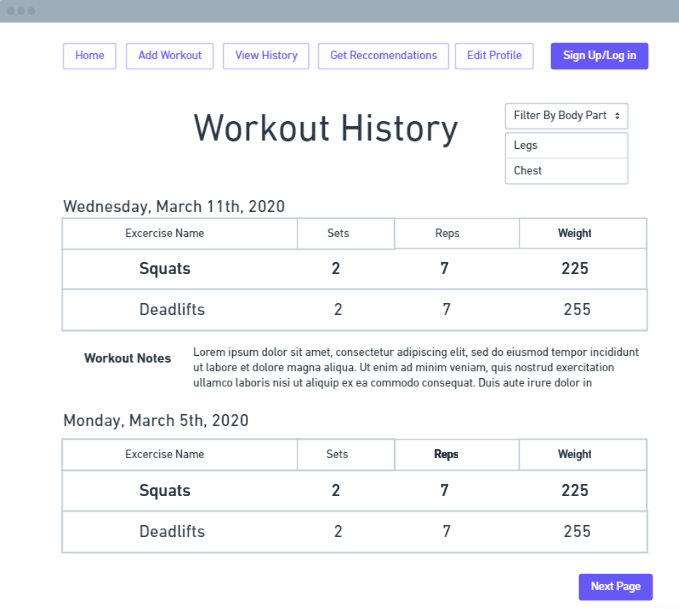 Home Add Workout View History Get Reccomendations Edit Profile Sign Up/Log in
Workout History
Filter By Body Part
Legs
Chest
Wednesday, March 11th, 2020
Excercise Name Sets Reps Weight
Squats 2 7 225
Deadlifts 2 7 255
Workout Notes
Lorem ipsum dolor sit amet, consectetur adipiscing elit, sed do eiusmod tempor incididunt
ut labore et dolore magna aliqua. Ut enim ad minim veniam, quis nostrud exercitation
ullamco laboris nisi ut aliquip ex ea commodo consequat. Duis aute irure dolor in
Monday, March 5th, 2020
Excercise Name Sets Reps Weight
Squats 2 7 225
Deadlifts 2 7 255
Next Page